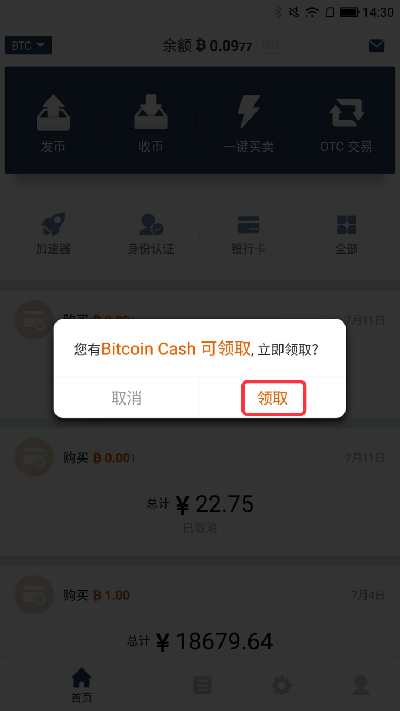 14:30
BTC
余额 ฿ 0.0977
发币
收币
一键买卖
OTC 交易
加速器
身份认证
银行卡
全部
购买 ฿ 0.001
7月11日
您有Bitcoin Cash 可领取, 立即领取?
取消
领取
购买 ฿ 0.001
7月11日
总计 ¥ 22.75
已取消
购买 ฿ 1.00
7月4日
总计 ¥ 18679.64
首页